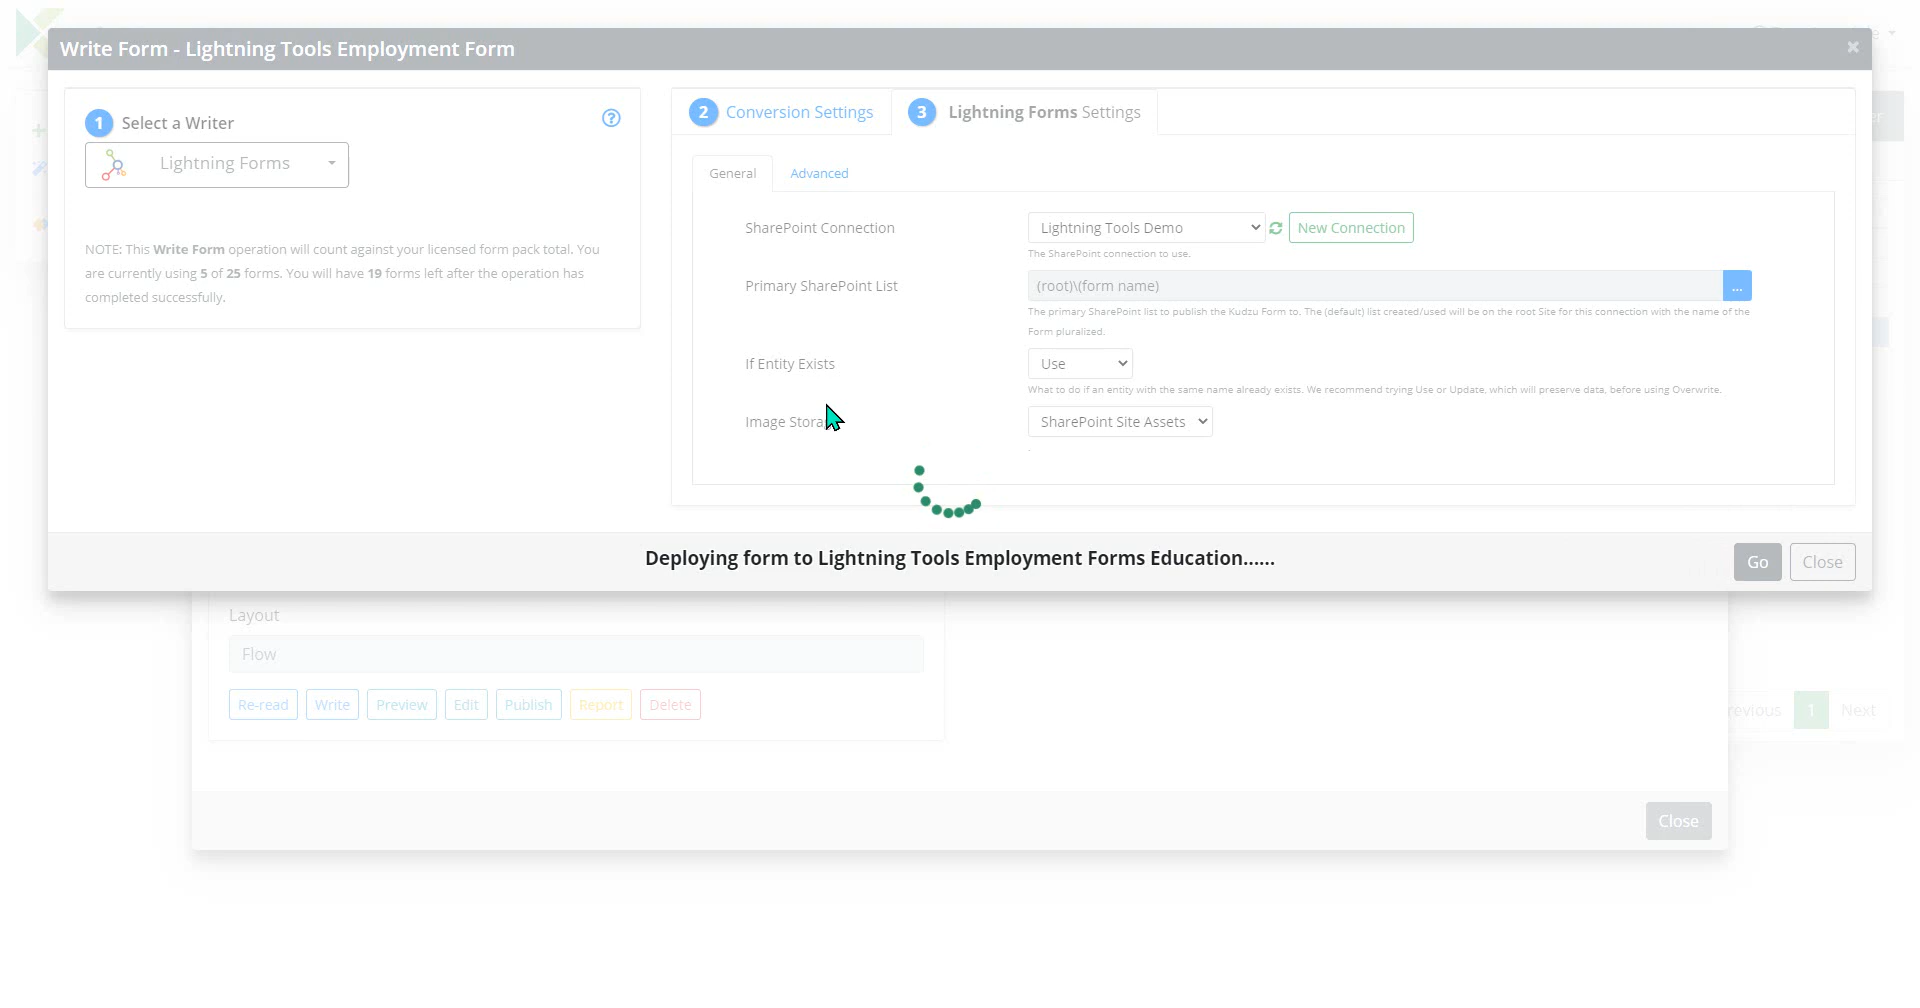 Write Form - Lightning Tools Employment Form
×
1 Select a Writer
?
Lightning Forms
NOTE: This Write Form operation will count against your licensed form pack total. You
are currently using 5 of 25 forms. You will have 19 forms left after the operation has
completed successfully.
2 Conversion Settings
3 Lightning Forms Settings
General
Advanced
SharePoint Connection
Lightning Tools Demo
New Connection
The SharePoint connection to use.
Primary SharePoint List
(root)\(form name)
...
The primary SharePoint list to publish the Kudzu Form to. The (default) list created/used will be on the root Site for this connection with the name of the
Form pluralized.
If Entity Exists
Use
What to do if an entity with the same name already exists. We recommend trying Use or Update, which will preserve data, before using Overwrite.
Image Stora
SharePoint Site Assets
.
Deploying form to Lightning Tools Employment Forms Education......
Go
Close
Layout
Flow
Re-read
Write
Preview
Edit
Publish
Report
Delete
revious
1
Next
Close